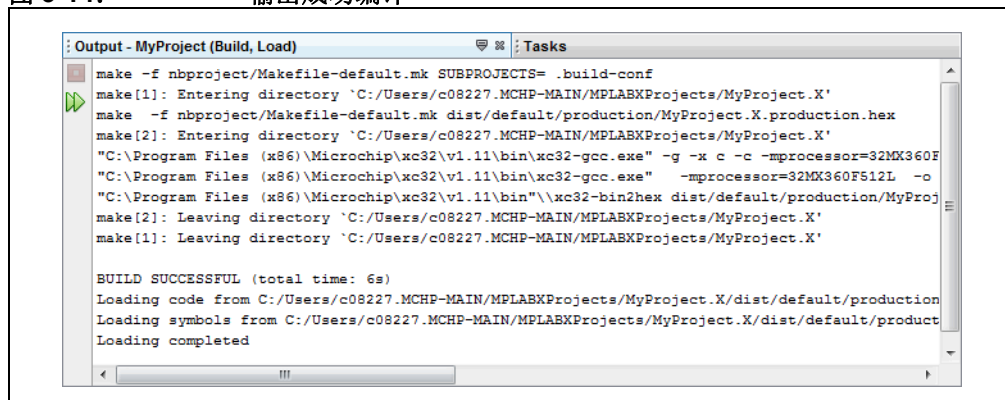 Output - MyProject (Build, Load) Tasks
make -f nbproject/Makefile-default.mk SUBPROJECTS= .build-conf
make[1]: Entering directory `C:/Users/c08227.MCHP-MAIN/MPLABXProjects/MyProject.X'
make  -f nbproject/Makefile-default.mk dist/default/production/MyProject.X.production.hex
make[2]: Entering directory `C:/Users/c08227.MCHP-MAIN/MPLABXProjects/MyProject.X'
"C:\Program Files (x86)\Microchip\xc32\v1.11\bin\xc32-gcc.exe" -g -x c -c -mprocessor=32MX360F
"C:\Program Files (x86)\Microchip\xc32\v1.11\bin\xc32-gcc.exe"   -mprocessor=32MX360F512L  -o
"C:\Program Files (x86)\Microchip\xc32\v1.11\bin"\\xc32-bin2hex dist/default/production/MyProj
make[2]: Leaving directory `C:/Users/c08227.MCHP-MAIN/MPLABXProjects/MyProject.X'
make[1]: Leaving directory `C:/Users/c08227.MCHP-MAIN/MPLABXProjects/MyProject.X'
BUILD SUCCESSFUL (total time: 6s)
Loading code from C:/Users/c08227.MCHP-MAIN/MPLABXProjects/MyProject.X/dist/default/production
Loading symbols from C:/Users/c08227.MCHP-MAIN/MPLABXProjects/MyProject.X/dist/default/product
Loading completed